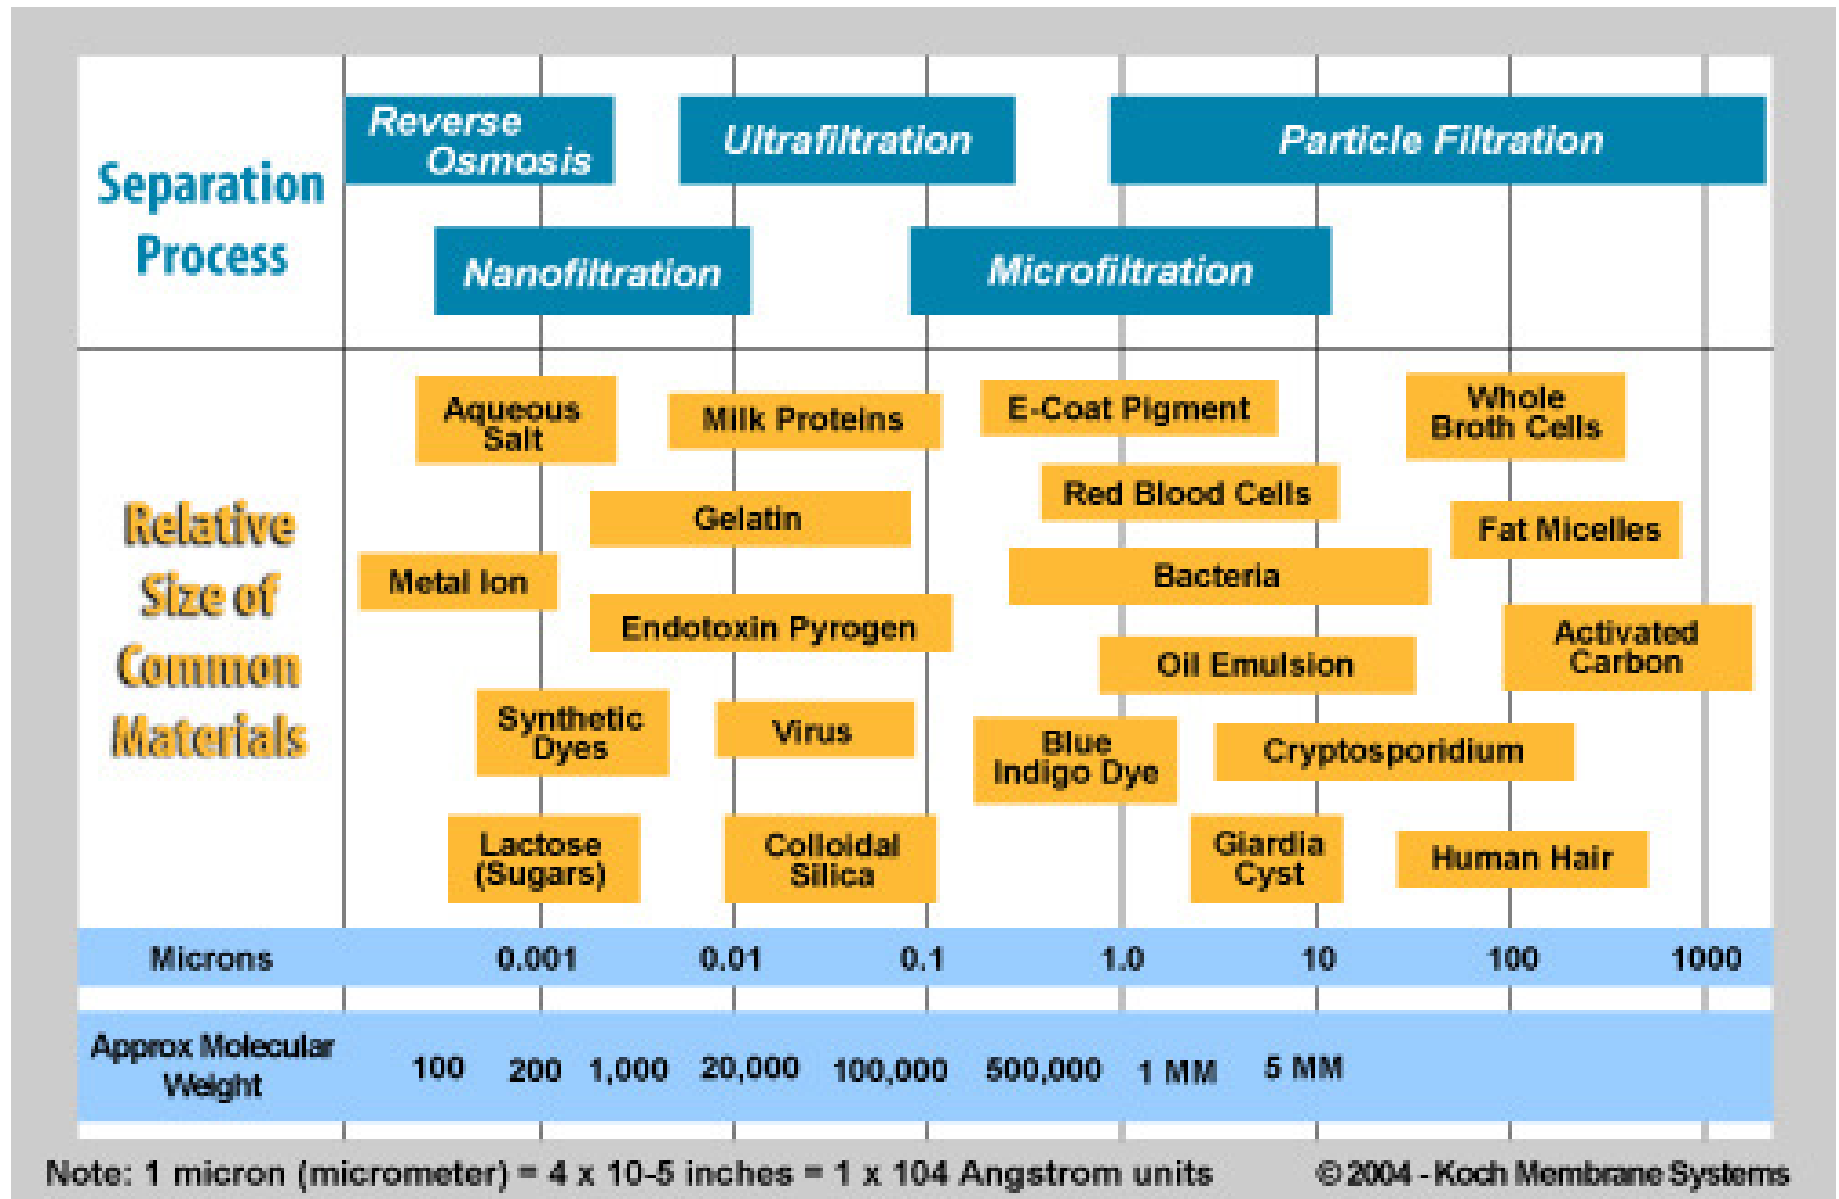 Separation
Process
Reverse
Osmosis
Ultrafiltration
Particle Filtration
Nanofiltration
Microfiltration
Relative
Size of
Common
Materials
Aqueous
Salt
Milk Proteins
E-Coat Pigment
Whole
Broth Cells
Red Blood Cells
Gelatin
Fat Micelles
Metal Ion
Bacteria
Endotoxin Pyrogen
Activated
Carbon
Oil Emulsion
Synthetic
Dyes
Virus
Blue
Indigo Dye
Cryptosporidium
Lactose
(Sugars)
Colloidal
Silica
Giardia
Cyst
Human Hair
Microns 0.001 0.01 0.1 1.0 10 100 1000
Approx Molecular
Weight
100 200 1,000 20,000 100,000 500,000 1 MM 5 MM
Note: 1 micron (micrometer) = 4 x 10-5 inches = 1 x 104 Angstrom units © 2004 - Koch Membrane Systems